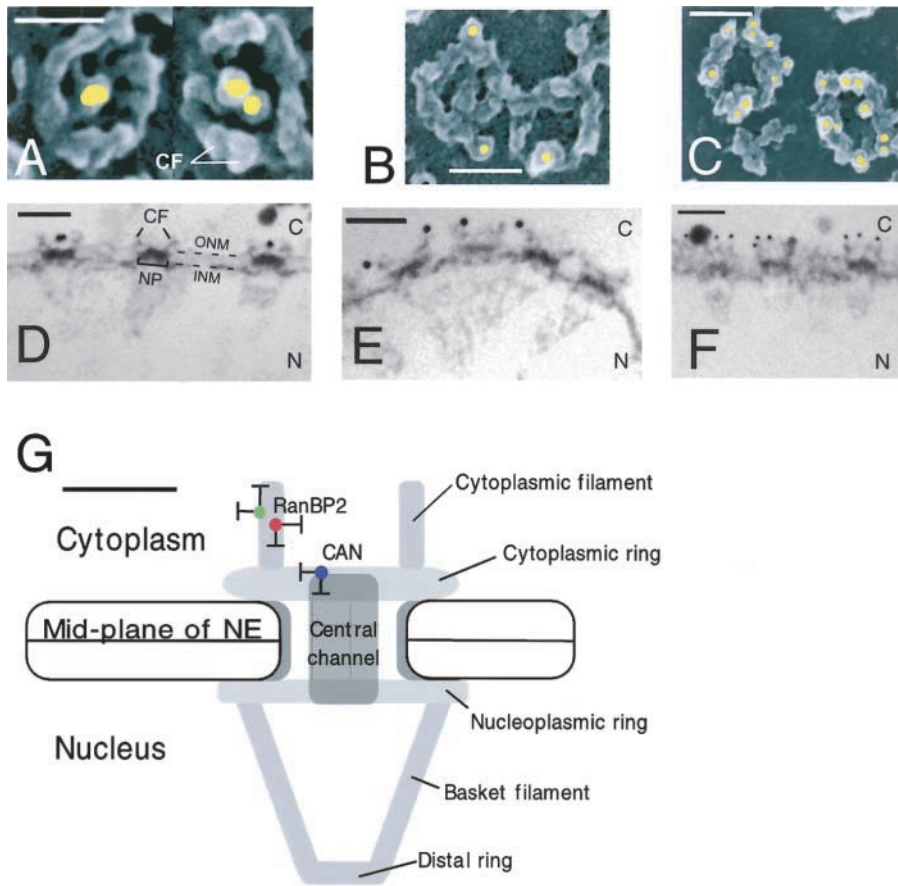 A
CF
B
C
D
CF
ONM
INM
NP
C
N
E
C
N
F
C
N
G
Cytoplasm
RanBP2
CAN
Cytoplasmic filament
Cytoplasmic ring
Mid-plane of NE
Central
channel
Nucleoplasmic ring
Nucleus
Basket filament
Distal ring